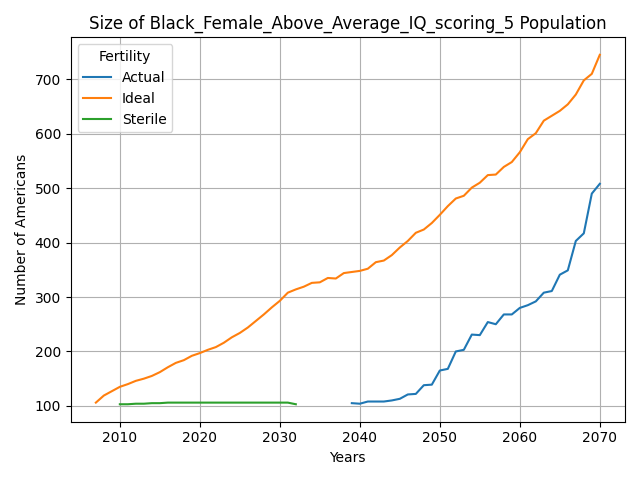 Size of Black_Female_Above_Average_IQ_scoring_5 Population
Fertility
Actual
Ideal
Sterile
Number of Americans
700
600
500
400
300
200
100
2010 2020 2030 2040 2050 2060 2070
Years